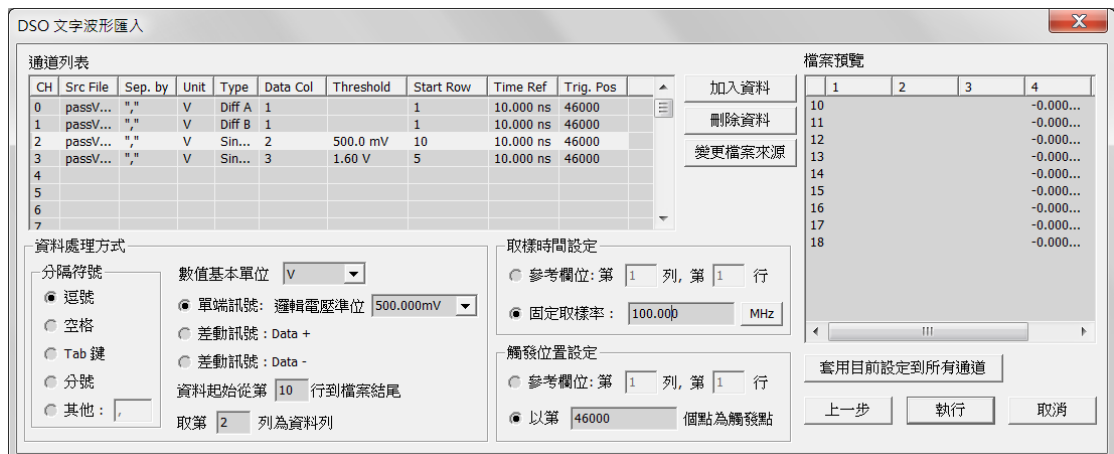 DSO 文字波形匯入
通道列表
CH Src File Sep. by Unit Type Data Col Threshold Start Row Time Ref Trig. Pos
0 passV... "," V Diff A 1 1 10.000 ns 46000
1 passV... "," V Diff B 1 1 10.000 ns 46000
2 passV... "," V Sin... 2 500.0 mV 10 10.000 ns 46000
3 passV... "," V Sin... 3 1.60 V 5 10.000 ns 46000
4
5
6
7
加入資料
刪除資料
變更檔案來源
檔案預覽
1 2 3 4
10 -0.000...
11 -0.000...
12 -0.000...
13 -0.000...
14 -0.000...
15 -0.000...
16 -0.000...
17 -0.000...
18 -0.000...
資料處理方式
分隔符號
逗號
空格
Tab 鍵
分號
其他： ,
數值基本單位 V
單端訊號: 邏輯電壓準位 500.000mV
差動訊號 : Data +
差動訊號 : Data -
資料起始從第 10 行到檔案結尾
取第 2 列為資料列
取樣時間設定
參考欄位: 第 1 列, 第 1 行
固定取樣率： 100.000 MHz
觸發位置設定
參考欄位: 第 1 列, 第 1 行
以第 46000 個點為觸發點
套用目前設定到所有通道
上一步 執行 取消